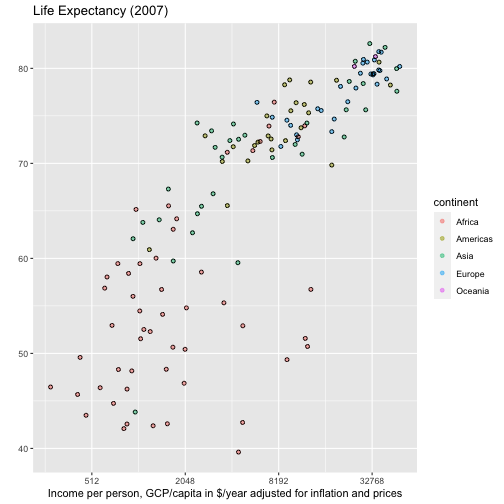 Life Expectancy (2007)
80
70
60
50
40
512
2048
8192
32768
Income per person, GCP/capita in $/year adjusted for inflation and prices
continent
Africa
Americas
Asia
Europe
Oceania